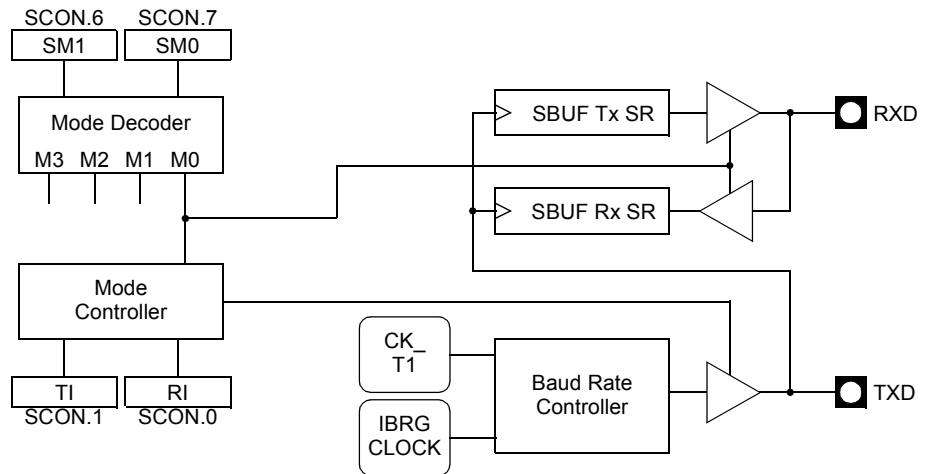 SCON.6 SCON.7
SM1 SM0
Mode Decoder
M3 M2 M1 M0
SBUF Tx SR
RXD
SBUF Rx SR
Mode
Controller
TI RI
SCON.1 SCON.0
CK_
T1
IBRG
CLOCK
Baud Rate
Controller
TXD